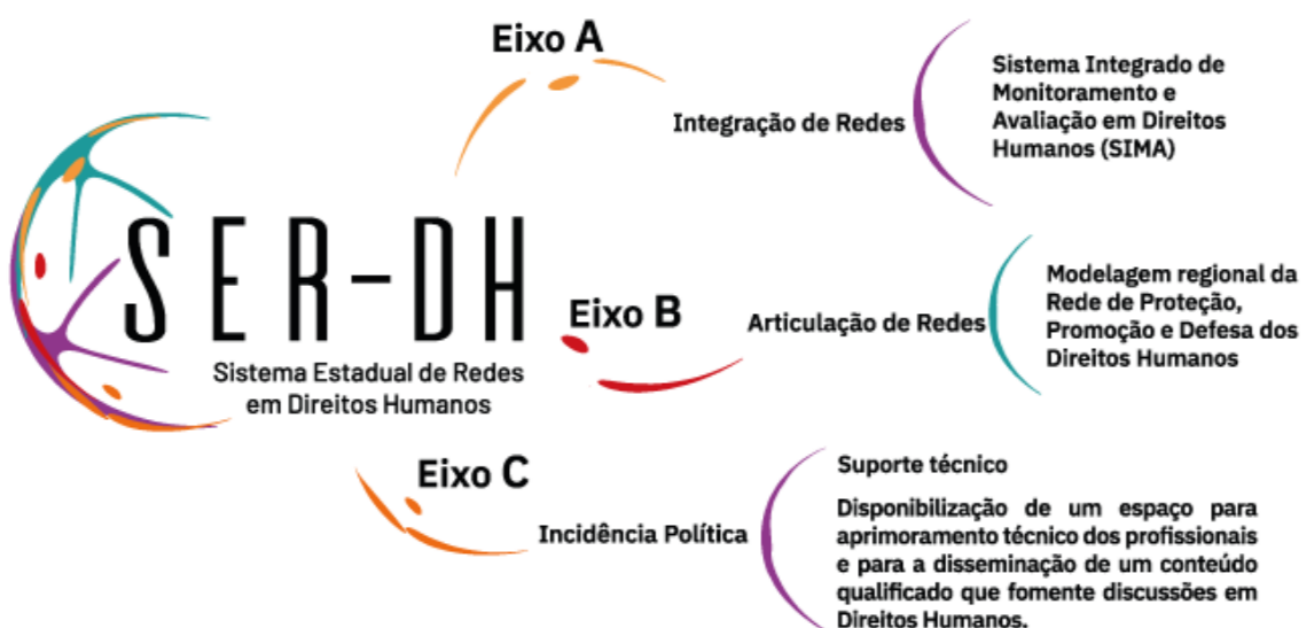 Eixo A
Integração de Redes
Sistema Integrado de
Monitoramento e
Avaliação em Direitos
Humanos (SIMA)
SER-DH
Sistema Estadual de Redes
em Direitos Humanos
Eixo B
Articulação de Redes
Modelagem regional da
Rede de Proteção,
Promoção e Defesa dos
Direitos Humanos
Eixo C
Incidência Política
Suporte técnico
Disponibilização de um espaço para
aprimoramento técnico dos profissionais
e para a disseminação de um conteúdo
qualificado que fomente discussões em
Direitos Humanos.